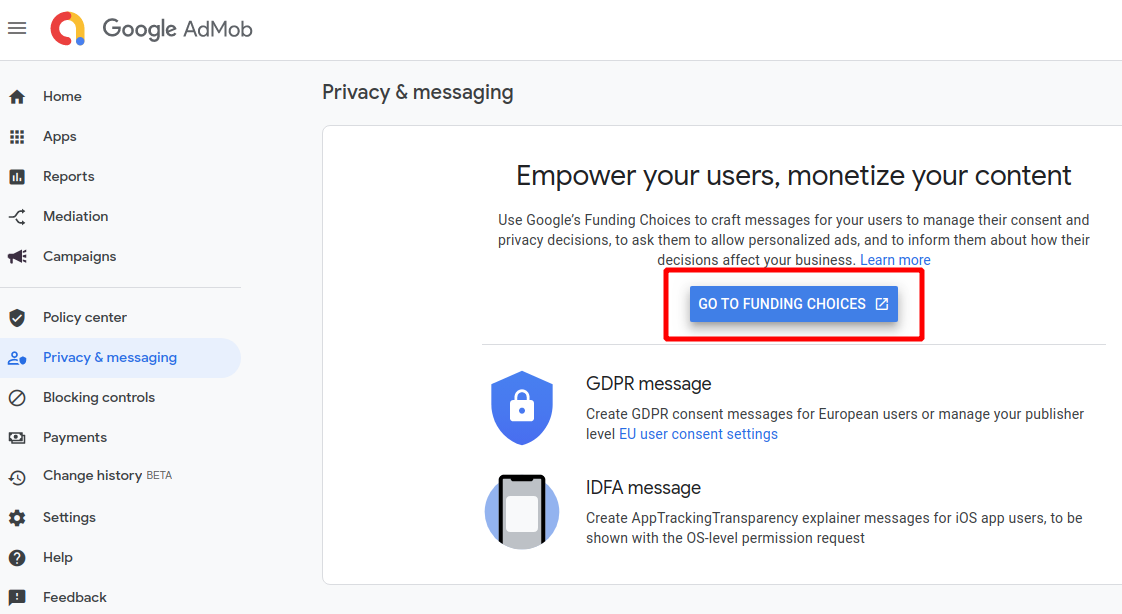 Google AdMob
Home
Apps
Reports
Mediation
Campaigns
Policy center
Privacy & messaging
Blocking controls
Payments
Change history BETA
Settings
Help
Feedback
Privacy & messaging
Empower your users, monetize your content
Use Google’s Funding Choices to craft messages for your users to manage their consent and
privacy decisions, to ask them to allow personalized ads, and to inform them about how their
decisions affect your business. Learn more
GO TO FUNDING CHOICES
GDPR message
Create GDPR consent messages for European users or manage your publisher
level EU user consent settings
IDFA message
Create AppTrackingTransparency explainer messages for iOS app users, to be
shown with the OS-level permission request